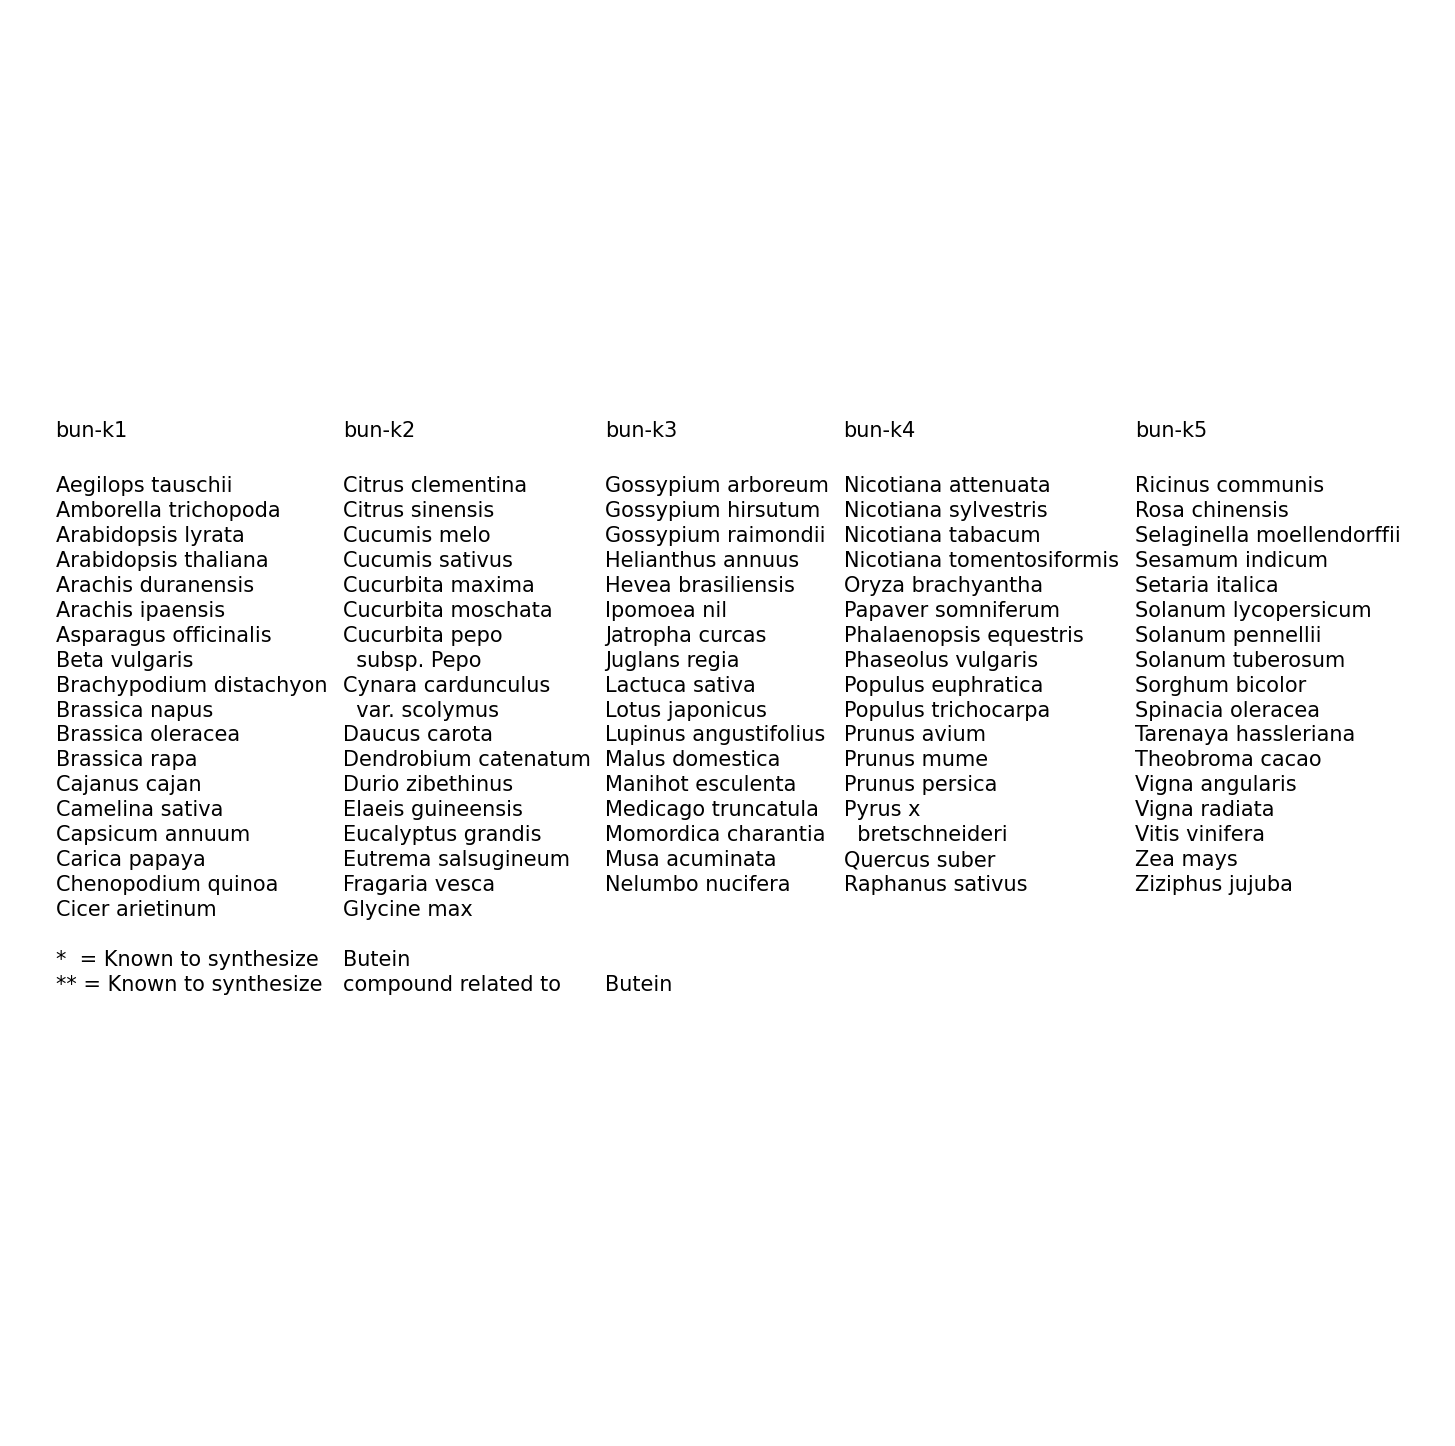 bun-k1 bun-k2 bun-k3 bun-k4 bun-k5
Aegilops tauschii Citrus clementina Gossypium arboreum Nicotiana attenuata Ricinus communis
Amborella trichopoda Citrus sinensis Gossypium hirsutum Nicotiana sylvestris Rosa chinensis
Arabidopsis lyrata Cucumis melo Gossypium raimondii Nicotiana tabacum Selaginella moellendorffii
Arabidopsis thaliana Cucumis sativus Helianthus annuus Nicotiana tomentosiformis Sesamum indicum
Arachis duranensis Cucurbita maxima Hevea brasiliensis Oryza brachyantha Setaria italica
Arachis ipaensis Cucurbita moschata Ipomoea nil Papaver somniferum Solanum lycopersicum
Asparagus officinalis Cucurbita pepo Jatropha curcas Phalaenopsis equestris Solanum pennellii
Beta vulgaris subsp. Pepo Juglans regia Phaseolus vulgaris Solanum tuberosum
Brachypodium distachyon Cynara cardunculus Lactuca sativa Populus euphratica Sorghum bicolor
Brassica napus var. scolymus Lotus japonicus Populus trichocarpa Spinacia oleracea
Brassica oleracea Daucus carota Lupinus angustifolius Prunus avium Tarenaya hassleriana
Brassica rapa Dendrobium catenatum Malus domestica Prunus mume Theobroma cacao
Cajanus cajan Durio zibethinus Manihot esculenta Prunus persica Vigna angularis
Camelina sativa Elaeis guineensis Medicago truncatula Pyrus x Vigna radiata
Capsicum annuum Eucalyptus grandis Momordica charantia bretschneideri Vitis vinifera
Carica papaya Eutrema salsugineum Musa acuminata Quercus suber Zea mays
Chenopodium quinoa Fragaria vesca Nelumbo nucifera Raphanus sativus Ziziphus jujuba
Cicer arietinum Glycine max
* = Known to synthesize Butein
** = Known to synthesize compound related to Butein